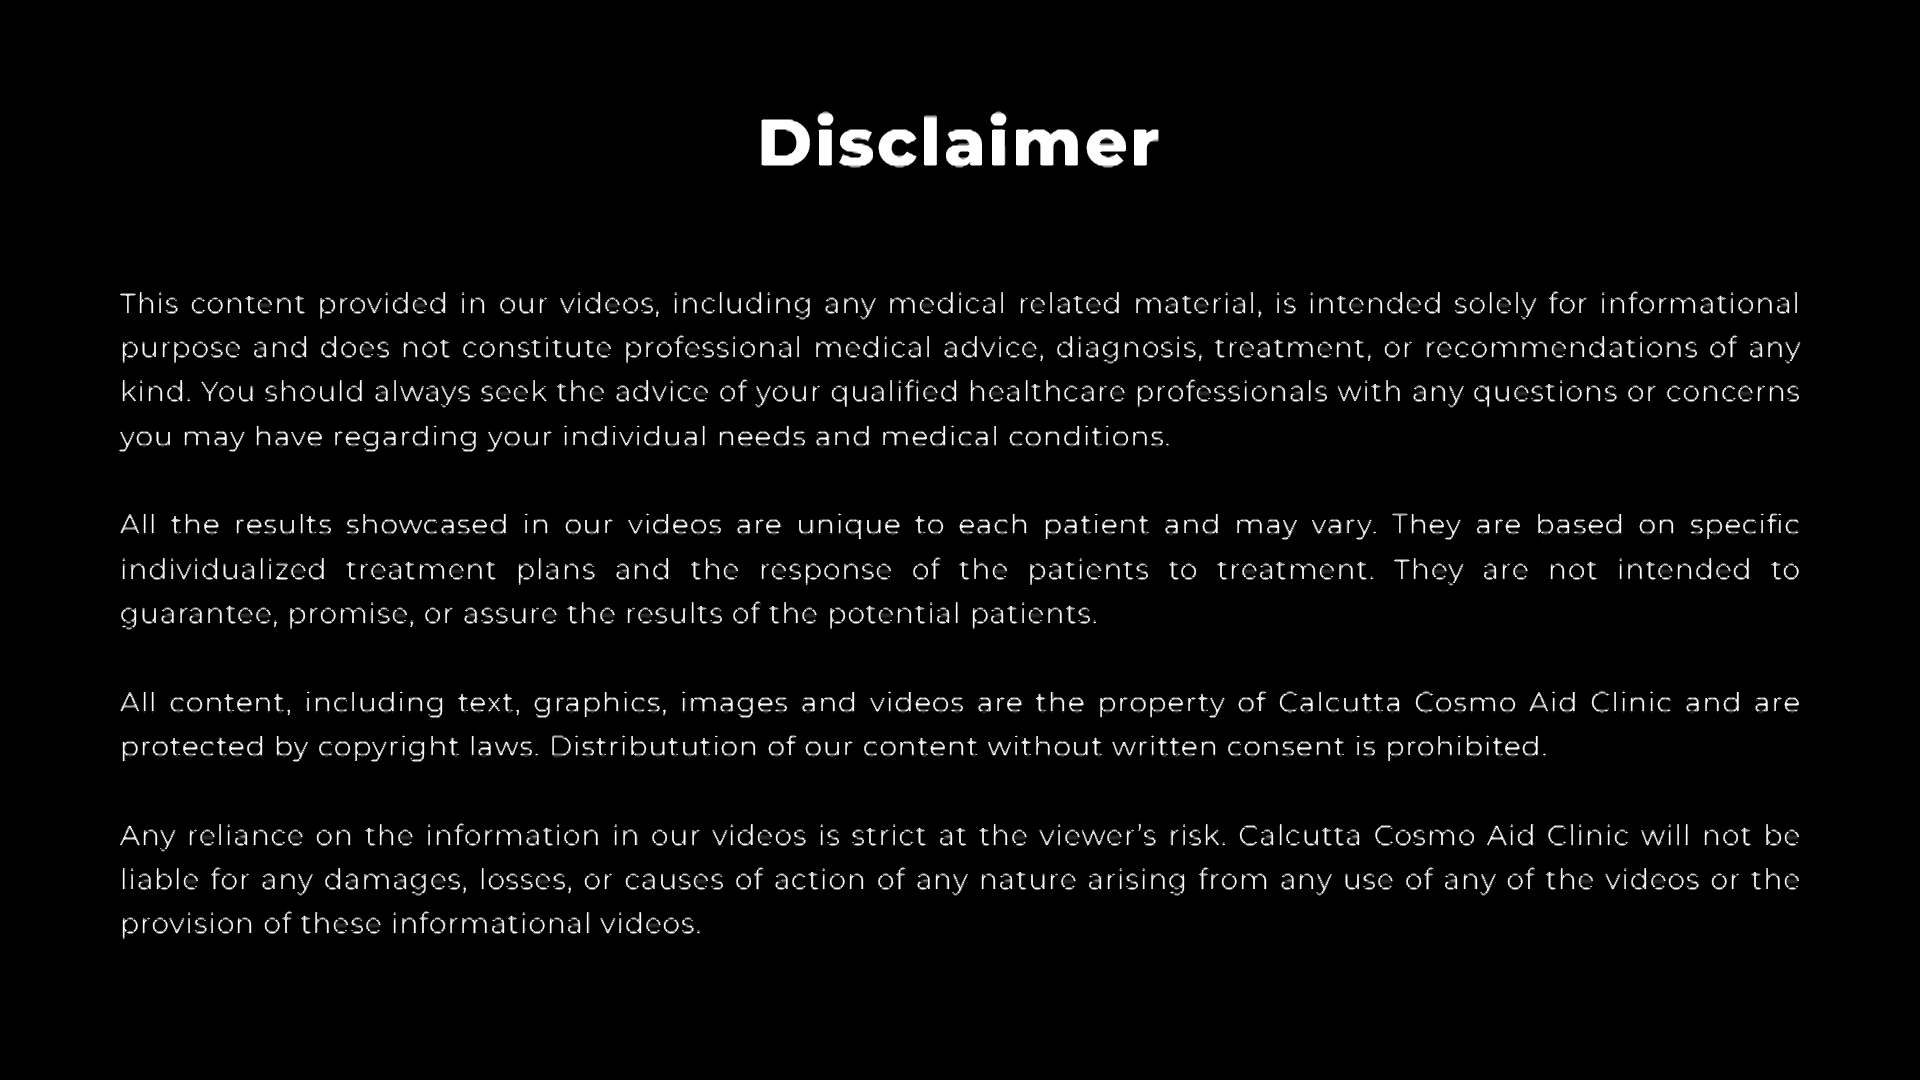 Disclaimer
This content provided in our videos, including any medical related material, is intended solely for informational
purpose and does not constitute professional medical advice, diagnosis, treatment, or recommendations of any
kind. You should always seek the advice of your qualified healthcare professionals with any questions or concerns
you may have regarding your individual needs and medical conditions.
All the results showcased in our videos are unique to each patient and may vary. They are based on specific
individualized treatment plans and the response of the patients to treatment. They are not intended to
guarantee, promise, or assure the results of the potential patients.
All content, including text, graphics, images and videos are the property of Calcutta Cosmo Aid Clinic and are
protected by copyright laws. Distributution of our content without written consent is prohibited.
Any reliance on the information in our videos is strict at the viewer’s risk. Calcutta Cosmo Aid Clinic will not be
liable for any damages, losses, or causes of action of any nature arising from any use of any of the videos or the
provision of these informational videos.